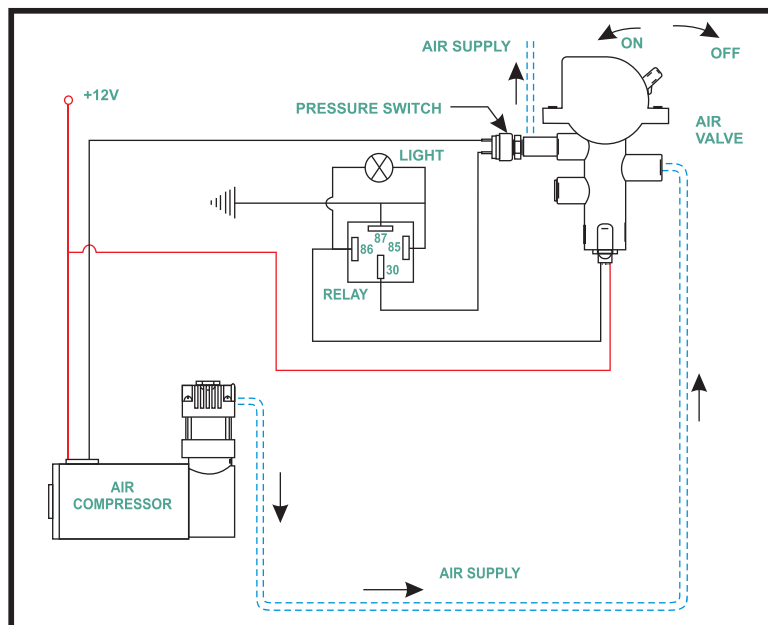 AIR SUPPLY
ON
OFF
+12V
PRESSURE SWITCH
AIR
VALVE
LIGHT
87
86
85
30
RELAY
AIR
COMPRESSOR
AIR SUPPLY